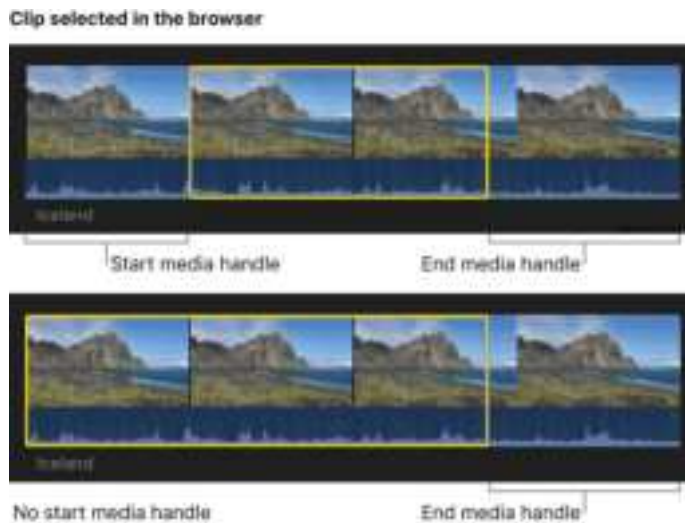 Clip selected in the browser
Iceland
Start media handle
End media handle
Iceland
No start media handle
End media handle